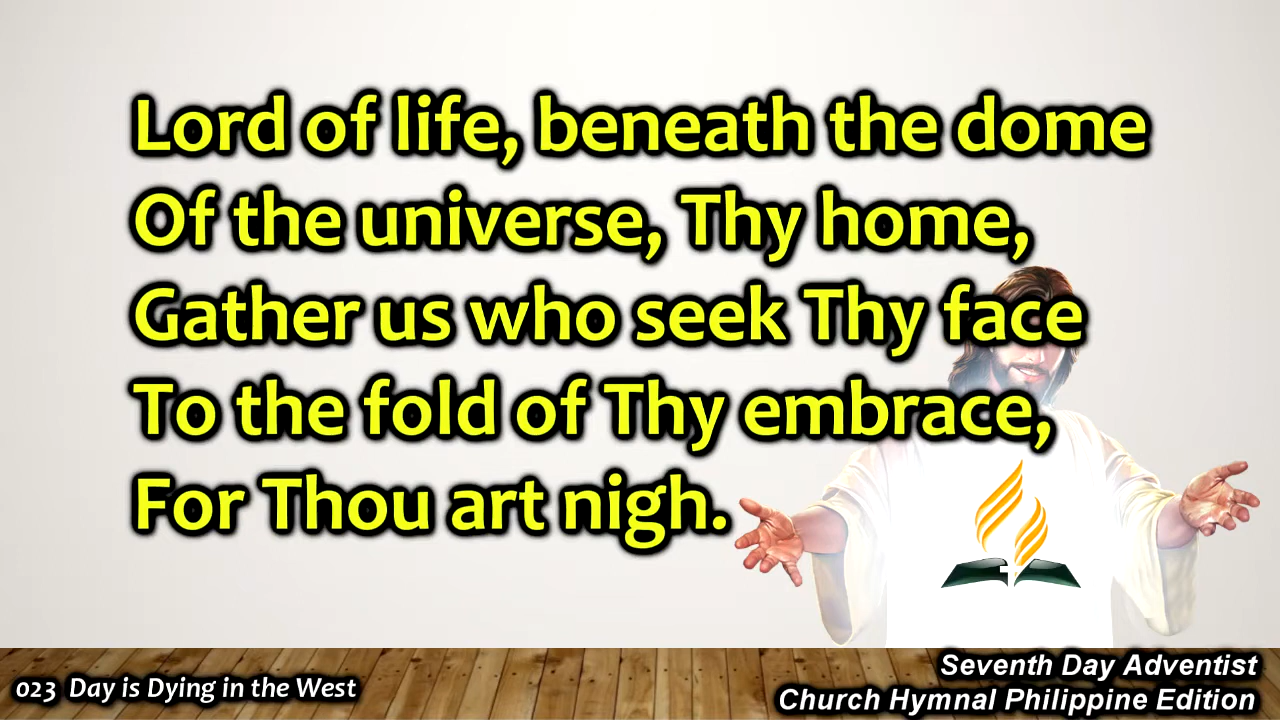 Lord of life, beneath the dome
Of the universe, Thy home,
Gather us who seek Thy face
To the fold of Thy embrace,
For Thou art nigh.
023 Day is Dying in the West
Seventh Day Adventist
Church Hymnal Philippine Edition